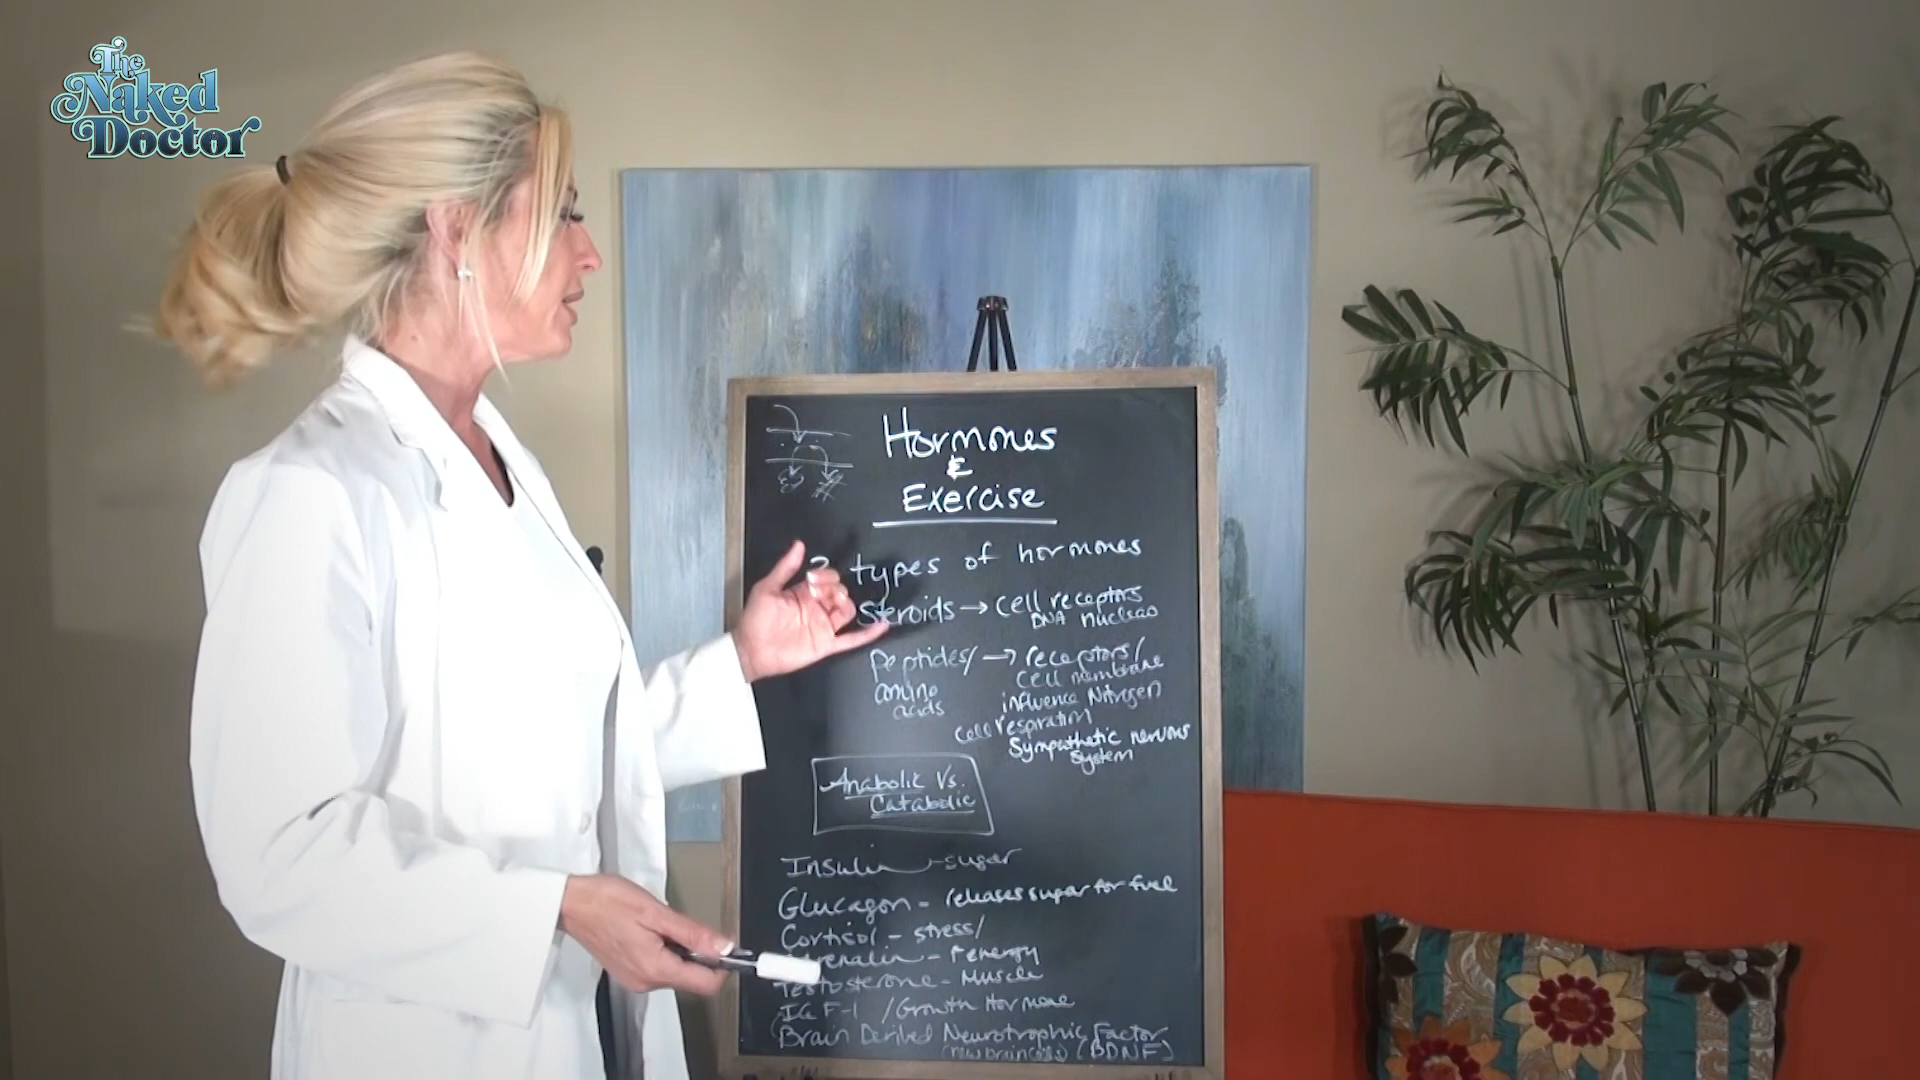 The
Naked
Doctor
Hormones
&
Exercise
2 types of hormones
steroids → cell receptors
DNA nucleus
peptides/ → receptors/
cell membrane
amino
acids
influence Nitrogen
cell respiration
Sympathetic nervous
system
Anabolic Vs.
Catabolic
Insulin - sugar
Glucagon - releases sugar for fuel
Cortisol - stress/
- energy
Testosterone - Muscle
IGF-1 / Growth Hormone
Brain Derived Neurotrophic Factor
(new brain cells) (BDNF)